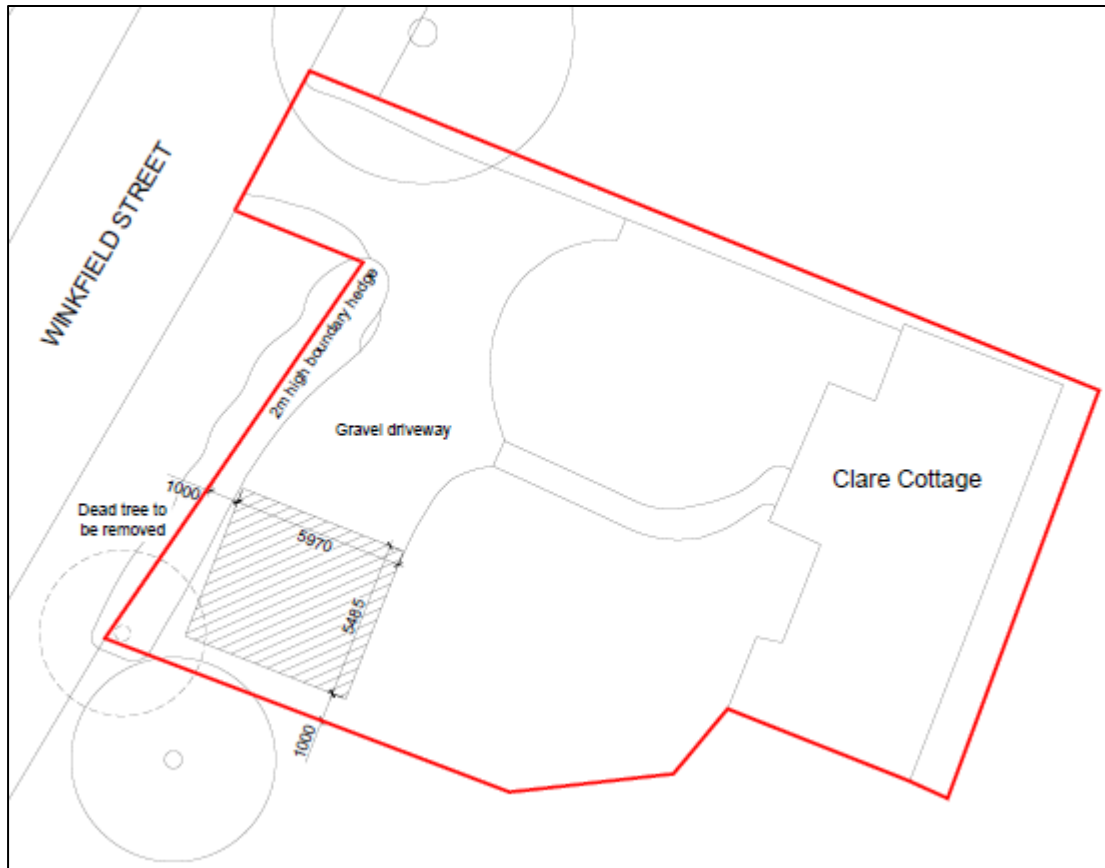 WINKFIELD STREET
2m high boundary hedge
Gravel driveway
Clare Cottage
1000
Dead tree to
be removed
5970
5485
1000